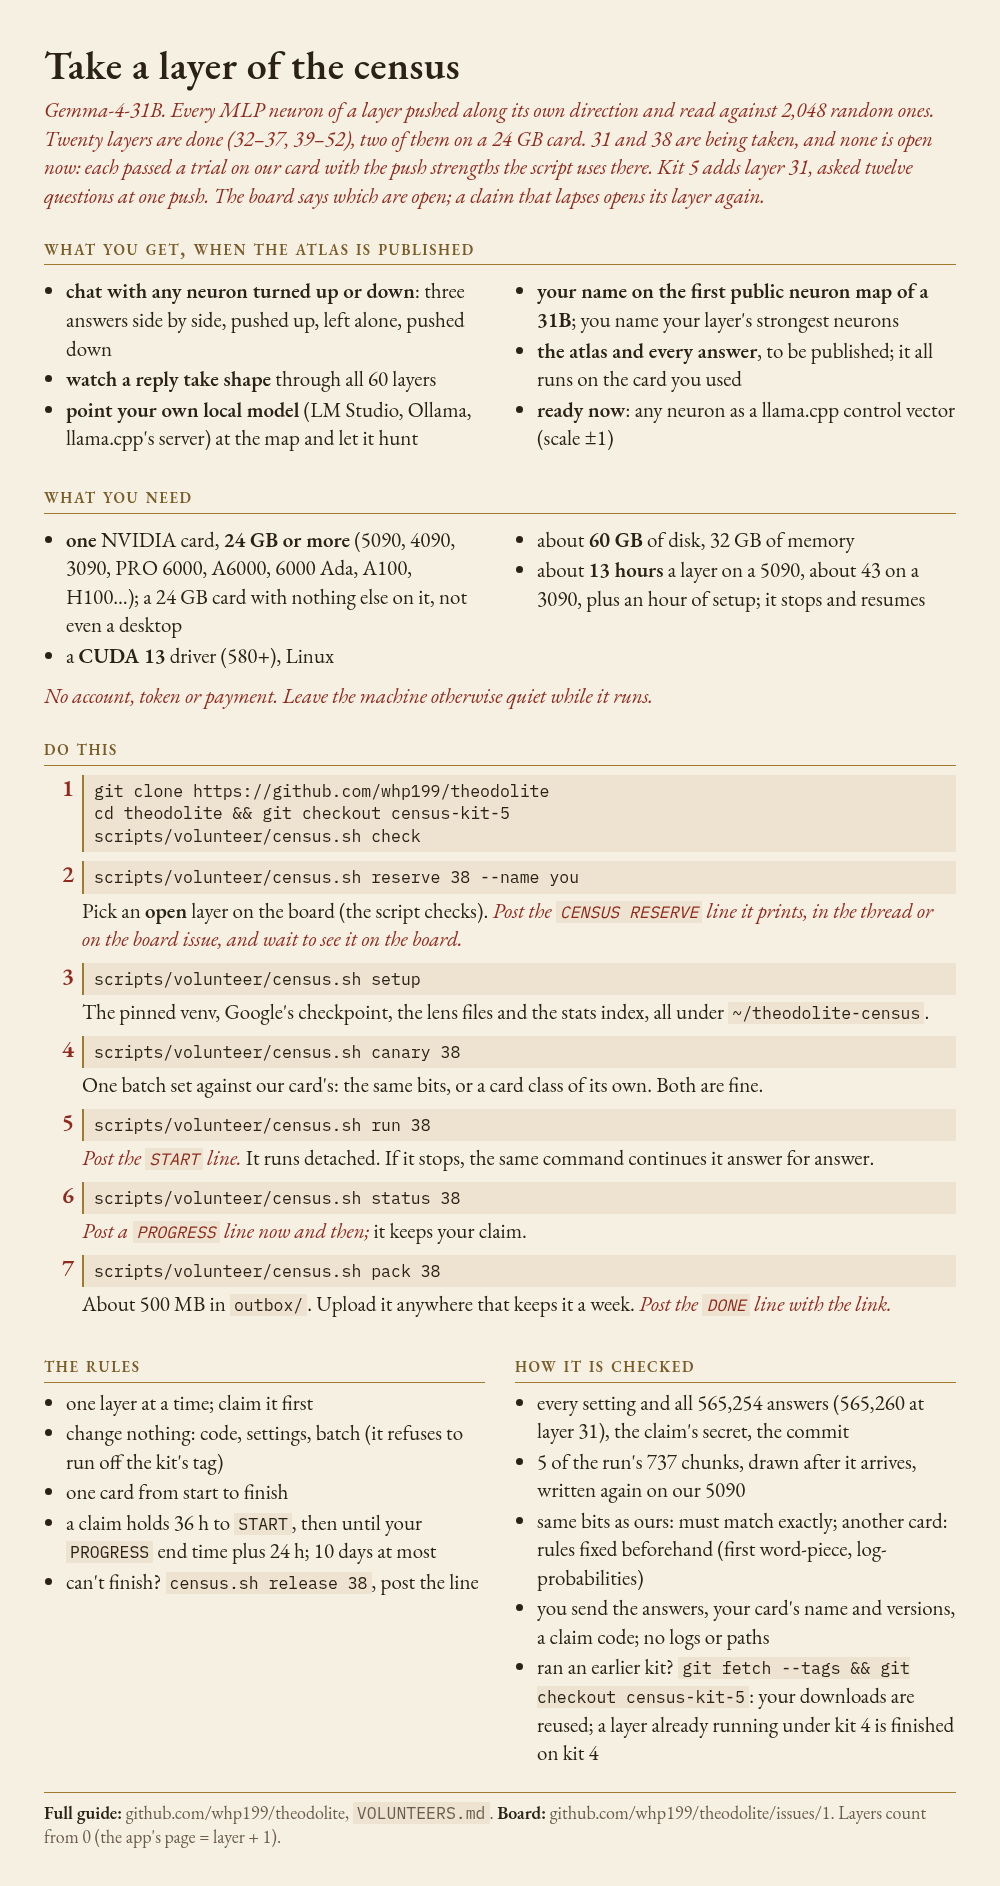 Take a layer of the census
Gemma-4-31B. Every MLP neuron of a layer pushed along its own direction and read against 2,048 random ones.
Twenty layers are done (32–37, 39–52), two of them on a 24 GB card. 31 and 38 are being taken, and none is open
now: each passed a trial on our card with the push strengths the script uses there. Kit 5 adds layer 31, asked twelve
questions at one push. The board says which are open; a claim that lapses opens its layer again.
WHAT YOU GET, WHEN THE ATLAS IS PUBLISHED
• chat with any neuron turned up or down: three
answers side by side, pushed up, left alone, pushed
down
• watch a reply take shape through all 60 layers
• point your own local model (LM Studio, Ollama,
llama.cpp's server) at the map and let it hunt
• your name on the first public neuron map of a
31B; you name your layer's strongest neurons
• the atlas and every answer, to be published; it all
runs on the card you used
• ready now: any neuron as a llama.cpp control vector
(scale ±1)
WHAT YOU NEED
• one NVIDIA card, 24 GB or more (5090, 4090,
3090, PRO 6000, A6000, 6000 Ada, A100,
H100…); a 24 GB card with nothing else on it, not
even a desktop
• a CUDA 13 driver (580+), Linux
• about 60 GB of disk, 32 GB of memory
• about 13 hours a layer on a 5090, about 43 on a
3090, plus an hour of setup; it stops and resumes
No account, token or payment. Leave the machine otherwise quiet while it runs.
DO THIS
1 git clone https://github.com/whp199/theodolite
cd theodolite && git checkout census-kit-5
scripts/volunteer/census.sh check
2 scripts/volunteer/census.sh reserve 38 --name you
Pick an open layer on the board (the script checks). Post the CENSUS RESERVE line it prints, in the thread or
on the board issue, and wait to see it on the board.
3 scripts/volunteer/census.sh setup
The pinned venv, Google's checkpoint, the lens files and the stats index, all under ~/theodolite-census.
4 scripts/volunteer/census.sh canary 38
One batch set against our card's: the same bits, or a card class of its own. Both are fine.
5 scripts/volunteer/census.sh run 38
Post the START line. It runs detached. If it stops, the same command continues it answer for answer.
6 scripts/volunteer/census.sh status 38
Post a PROGRESS line now and then; it keeps your claim.
7 scripts/volunteer/census.sh pack 38
About 500 MB in outbox/. Upload it anywhere that keeps it a week. Post the DONE line with the link.
THE RULES
• one layer at a time; claim it first
• change nothing: code, settings, batch (it refuses to
run off the kit's tag)
• one card from start to finish
• a claim holds 36 h to START, then until your
PROGRESS end time plus 24 h; 10 days at most
• can't finish? census.sh release 38, post the line
HOW IT IS CHECKED
• every setting and all 565,254 answers (565,260 at
layer 31), the claim's secret, the commit
• 5 of the run's 737 chunks, drawn after it arrives,
written again on our 5090
• same bits as ours: must match exactly; another card:
rules fixed beforehand (first word-piece, log-
probabilities)
• you send the answers, your card's name and versions,
a claim code; no logs or paths
• ran an earlier kit? git fetch --tags && git
checkout census-kit-5: your downloads are
reused; a layer already running under kit 4 is finished
on kit 4
Full guide: github.com/whp199/theodolite, VOLUNTEERS.md. Board: github.com/whp199/theodolite/issues/1. Layers count
from 0 (the app's page = layer + 1).